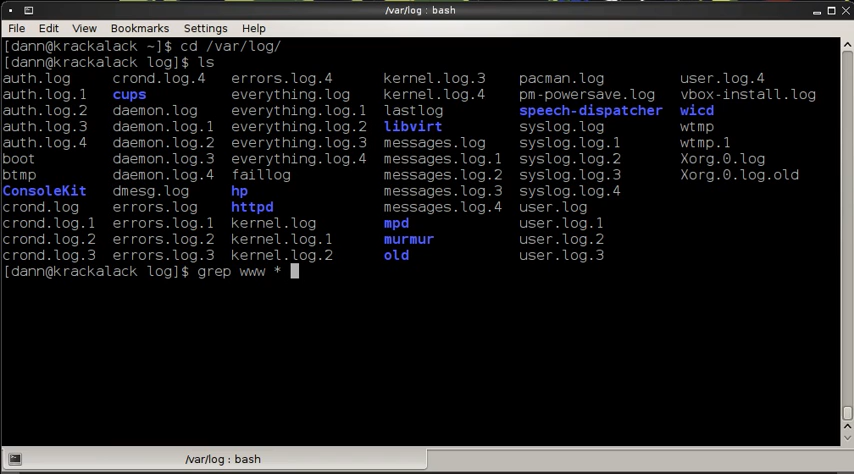 /var/log : bash
File Edit View Bookmarks Settings Help
[dann@krackalack ~]$ cd /var/log/
[dann@krackalack log]$ ls
auth.log crond.log.4 errors.log.4 kernel.log.3 pacman.log user.log.4
auth.log.1 cups everything.log kernel.log.4 pm-powersave.log vbox-install.log
auth.log.2 daemon.log everything.log.1 lastlog speech-dispatcher wicd
auth.log.3 daemon.log.1 everything.log.2 libvirt syslog.log wtmp
auth.log.4 daemon.log.2 everything.log.3 messages.log syslog.log.1 wtmp.1
boot daemon.log.3 everything.log.4 messages.log.1 syslog.log.2 Xorg.0.log
btmp daemon.log.4 faillog messages.log.2 syslog.log.3 Xorg.0.log.old
ConsoleKit dmesg.log hp messages.log.3 syslog.log.4
crond.log errors.log httpd messages.log.4 user.log
crond.log.1 errors.log.1 kernel.log mpd user.log.1
crond.log.2 errors.log.2 kernel.log.1 murmur user.log.2
crond.log.3 errors.log.3 kernel.log.2 old user.log.3
[dann@krackalack log]$ grep www *
/var/log : bash